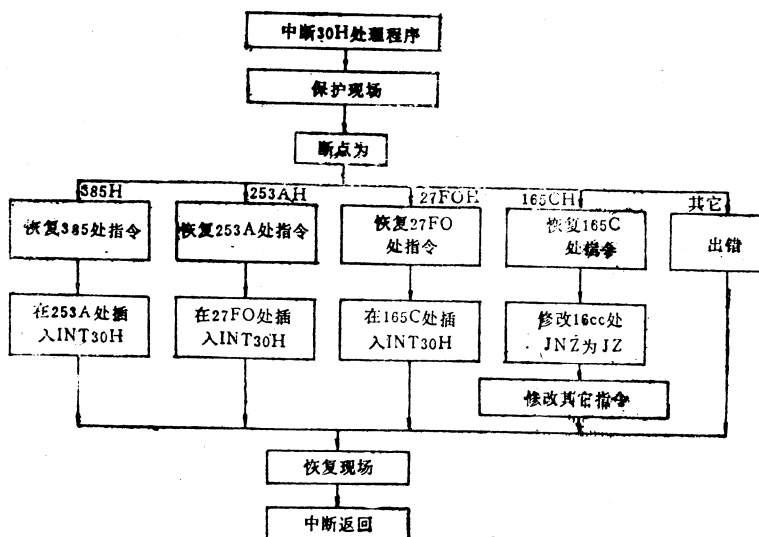 中断30H处理程序
保护现场
断点为
385H
253AH
27FOH
165CH
其它
恢复385处指令
恢复253A处指令
恢复27FO
处指令
恢复165C
处指令
出错
在253A处插
入INT30H
在27FO处插
入INT30H
在165C处插
入INT30H
修改16cc处
JNZ为JZ
修改其它指令
恢复现场
中断返回